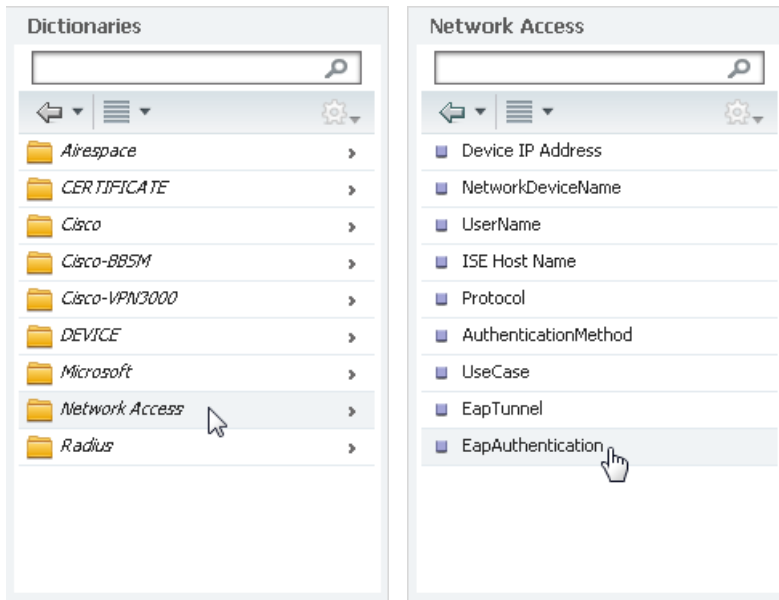 Dictionaries
Airespace
CERTIFICATE
Cisco
Cisco-BBSM
Cisco-VPN3000
DEVICE
Microsoft
Network Access
Radius
Network Access
Device IP Address
NetworkDeviceName
UserName
ISE Host Name
Protocol
AuthenticationMethod
UseCase
EapTunnel
EapAuthentication